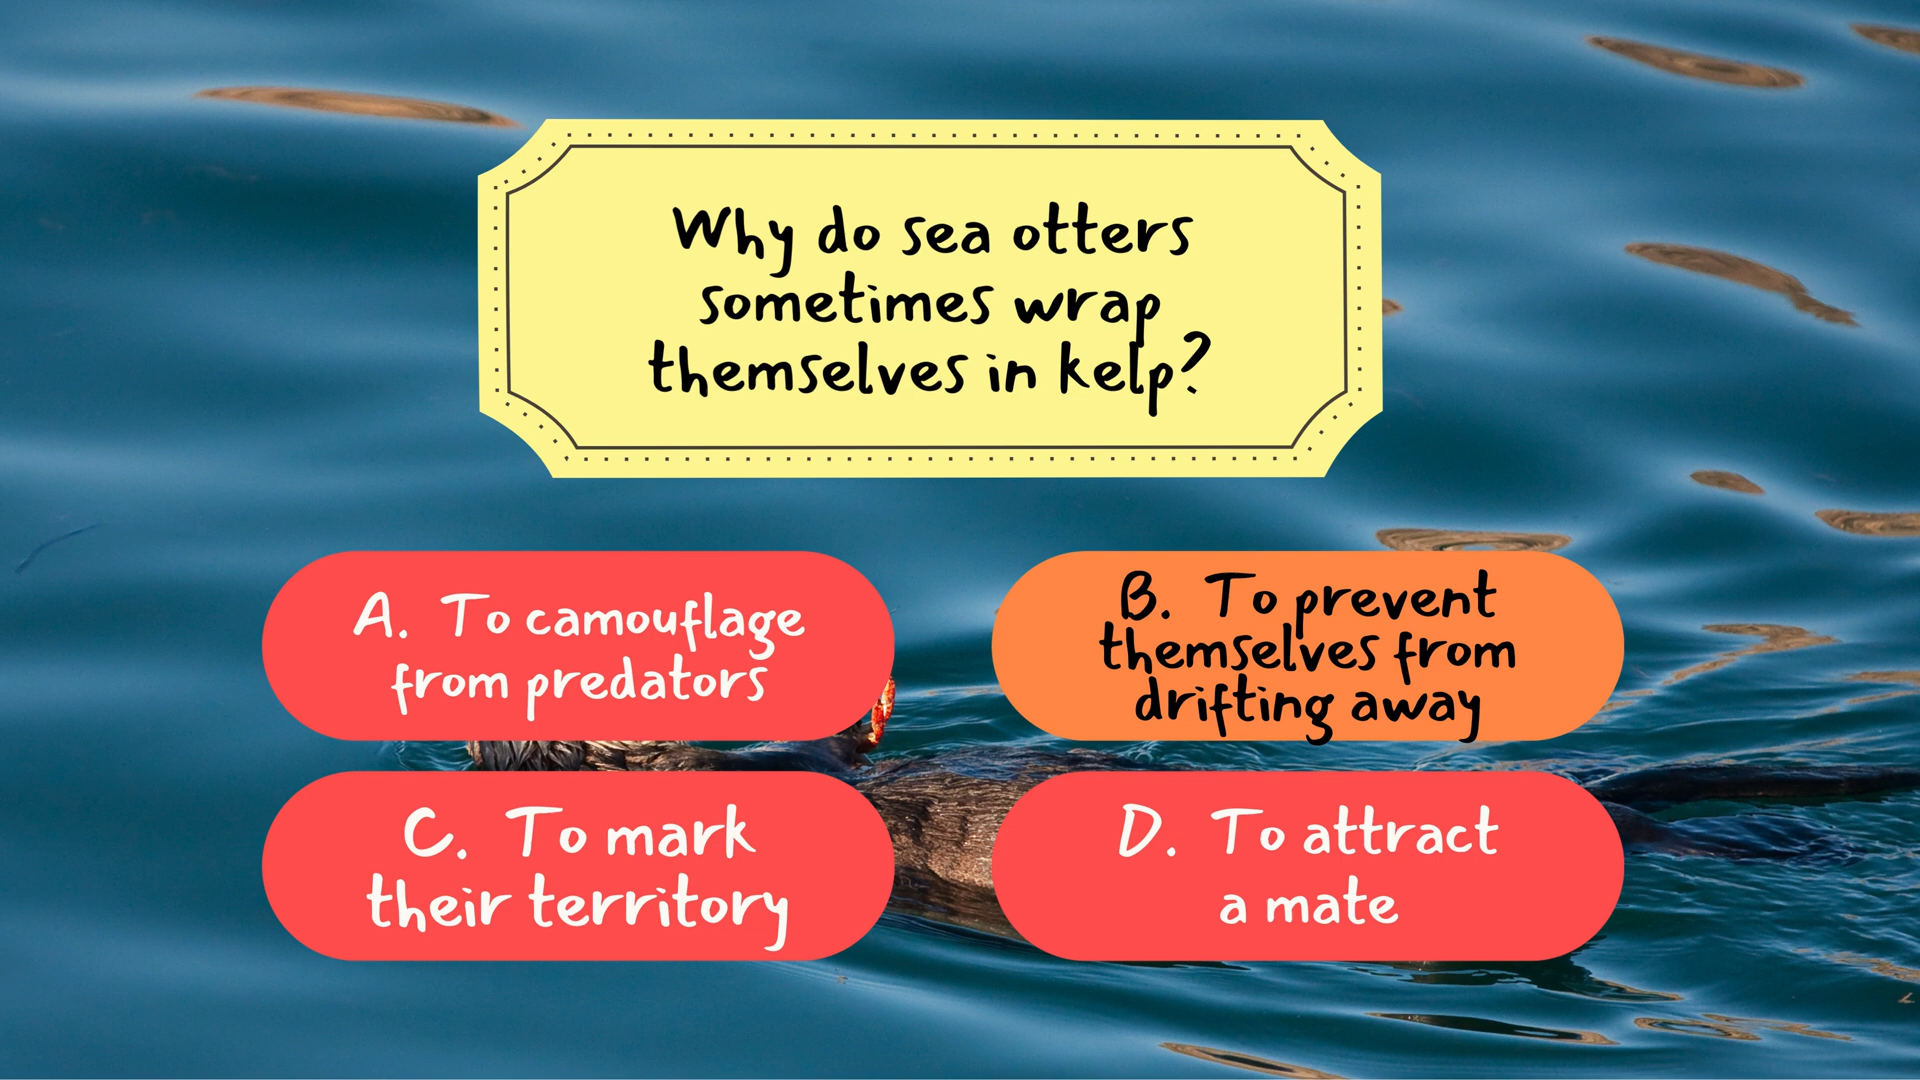 Why do sea otters
sometimes wrap
themselves in kelp?
A. To camouflage
from predators
B. To prevent
themselves from
drifting away
C. To mark
their territory
D. To attract
a mate